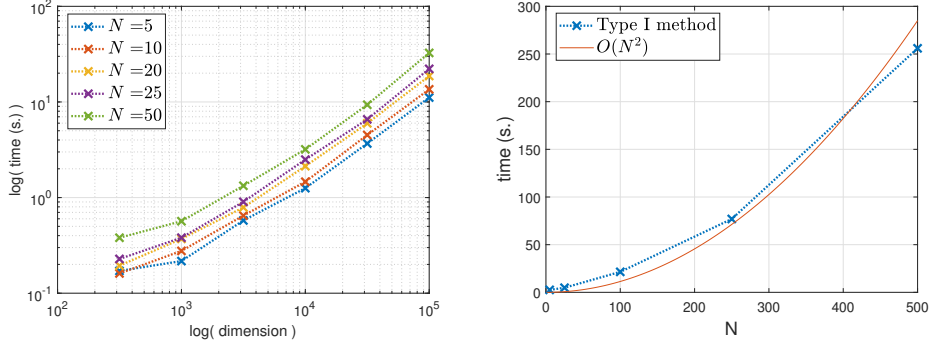 10^2
10^1
10^0
10^-1
log( time (s.) )
N =5
N =10
N =20
N =25
N =50
10^2
10^3
10^4
10^5
log( dimension )
300
250
200
150
100
50
0
time (s.)
Type I method
O(N^2)
0
100
200
300
400
500
N